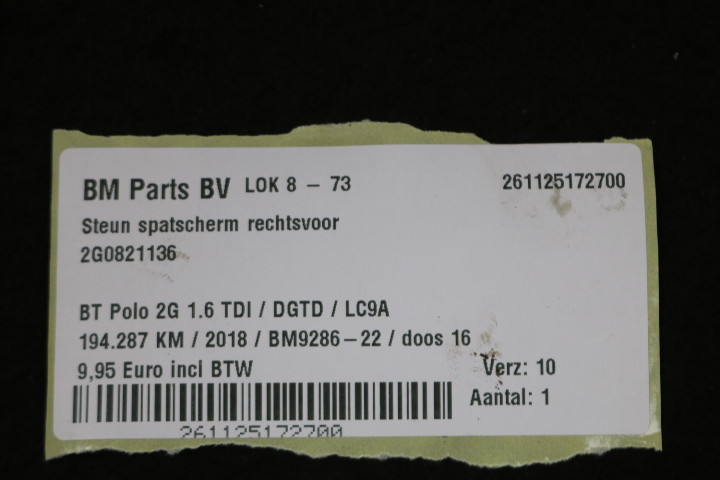 BM Parts BV LOK 8 – 73 261125172700
Steun spatscherm rechtsvoor
2G0821136
BT Polo 2G 1.6 TDI / DGTD / LC9A
194.287 KM / 2018 / BM9286–22 / doos 16
9,95 Euro incl BTW Verz: 10
Aantal: 1
261125172700